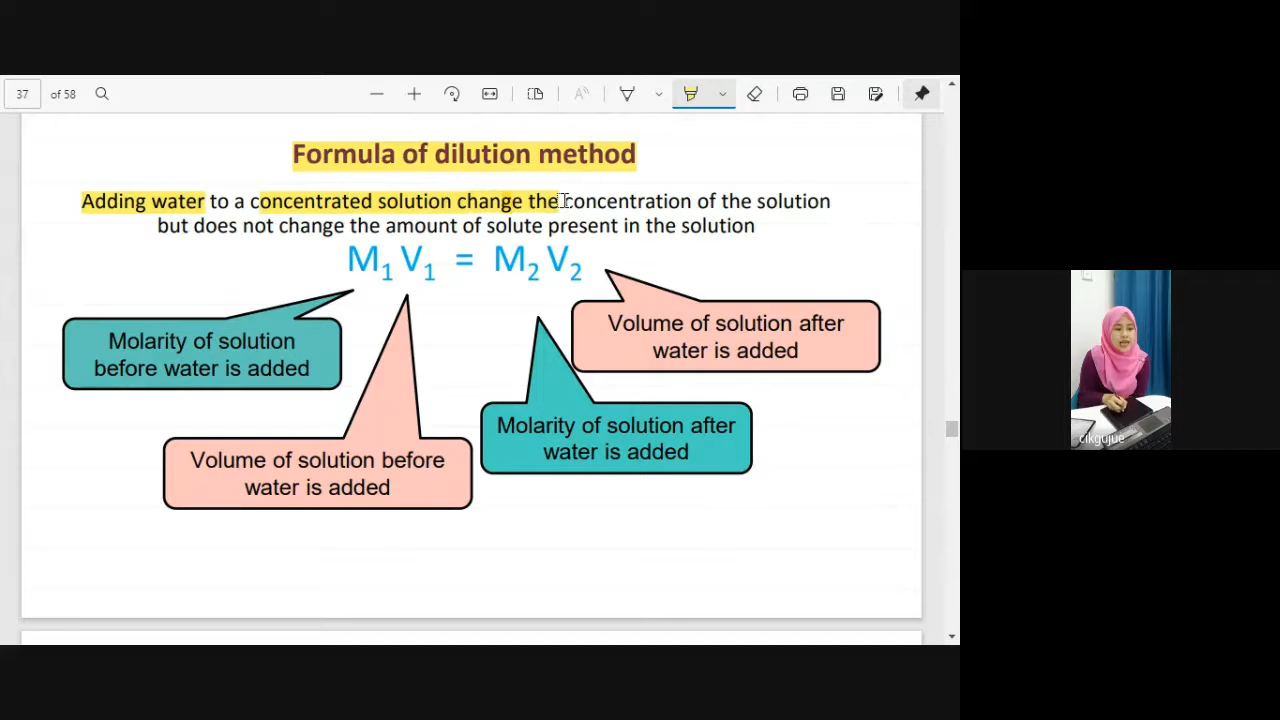 37
of 58
Formula of dilution method
Adding water to a concentrated solution change the concentration of the solution
but does not change the amount of solute present in the solution
M₁ V₁ = M₂ V₂
Molarity of solution
before water is added
Volume of solution before
water is added
Molarity of solution after
water is added
Volume of solution after
water is added
cikgujue